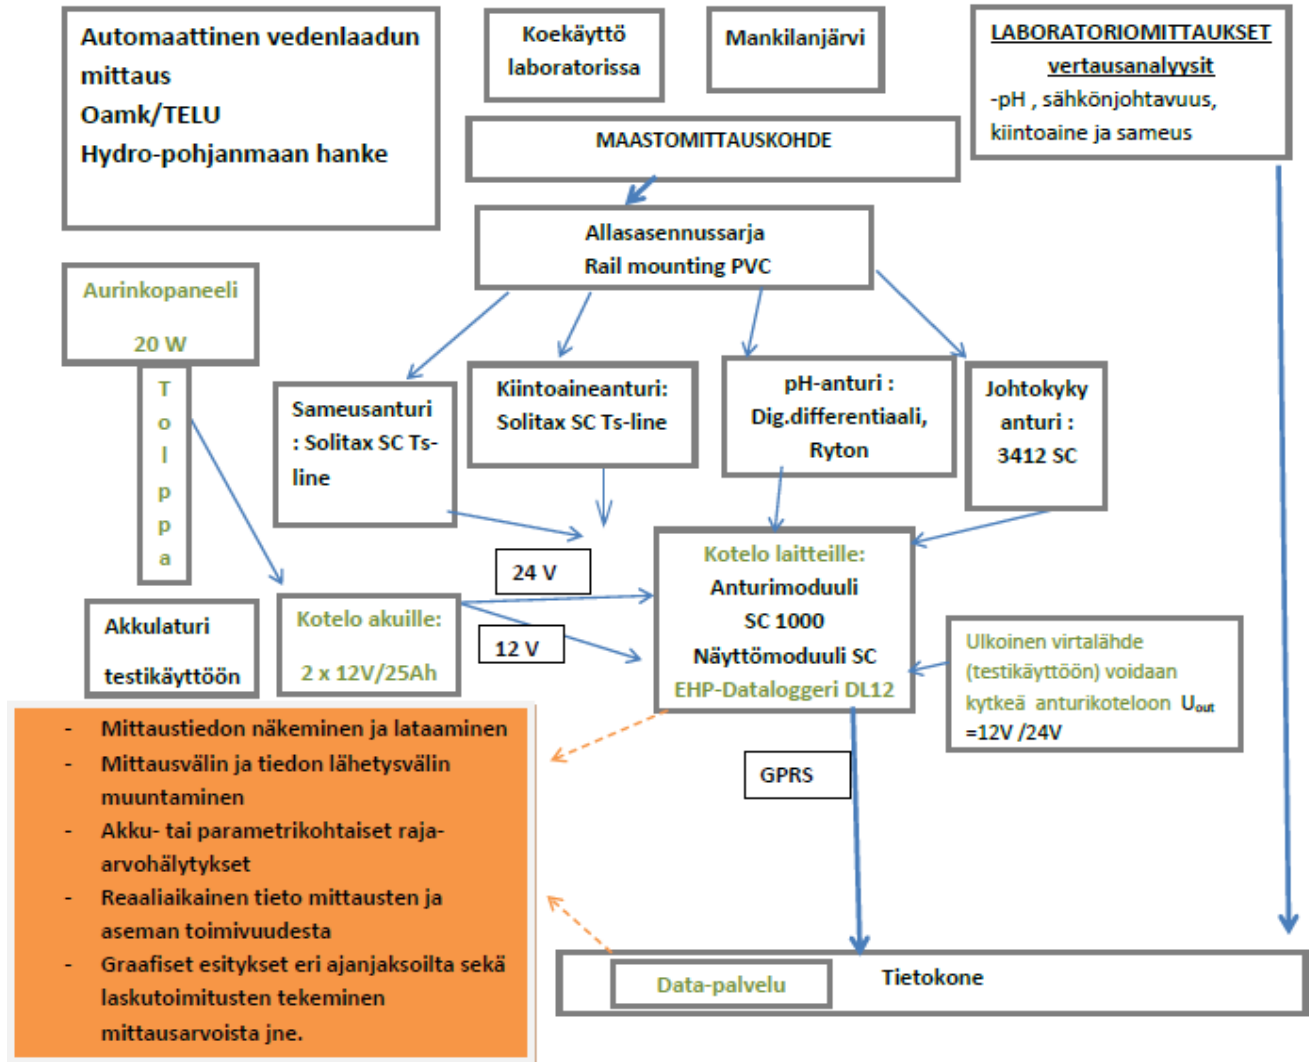 Automaattinen vedenlaadun
mittaus
Oamk/TELU
Hydro-pohjanmaan hanke
Koekäyttö
laboratorissa
Mankilanjärvi
LABORATORIOMITTAUKSET
vertausanalyysit
-pH , sähkönjohtavuus,
kiintoaine ja sameus
MAASTOMITTAUSKOHDE
Allasasennussarja
Rail mounting PVC
Aurinkopaneeli
20 W
T
o
l
p
p
a
Sameusanturi
: Solitax SC Ts-
line
Kiintoaineanturi:
Solitax SC Ts-line
pH-anturi :
Dig.differentiaali,
Ryton
Johtokyky
anturi :
3412 SC
24 V
12 V
Akkulaturi
testikäyttöön
Kotelo akuille:
2 x 12V/25Ah
Kotelo laitteille:
Anturimoduuli
SC 1000
Näyttömoduuli SC
EHP-Dataloggeri DL12
Ulkoinen virtalähde
(testikäyttöön) voidaan
kytkeä anturikoteloon Uout
=12V /24V
- Mittaustiedon näkeminen ja lataaminen
- Mittausvälin ja tiedon lähetysvälin
muuntaminen
- Akku- tai parametrikohtaiset raja-
arvohälytykset
- Reaaliaikainen tieto mittausten ja
aseman toimivuudesta
- Graafiset esitykset eri ajanjaksoilta sekä
laskutoimitusten tekeminen
mittausarvoista jne.
GPRS
Data-palvelu
Tietokone